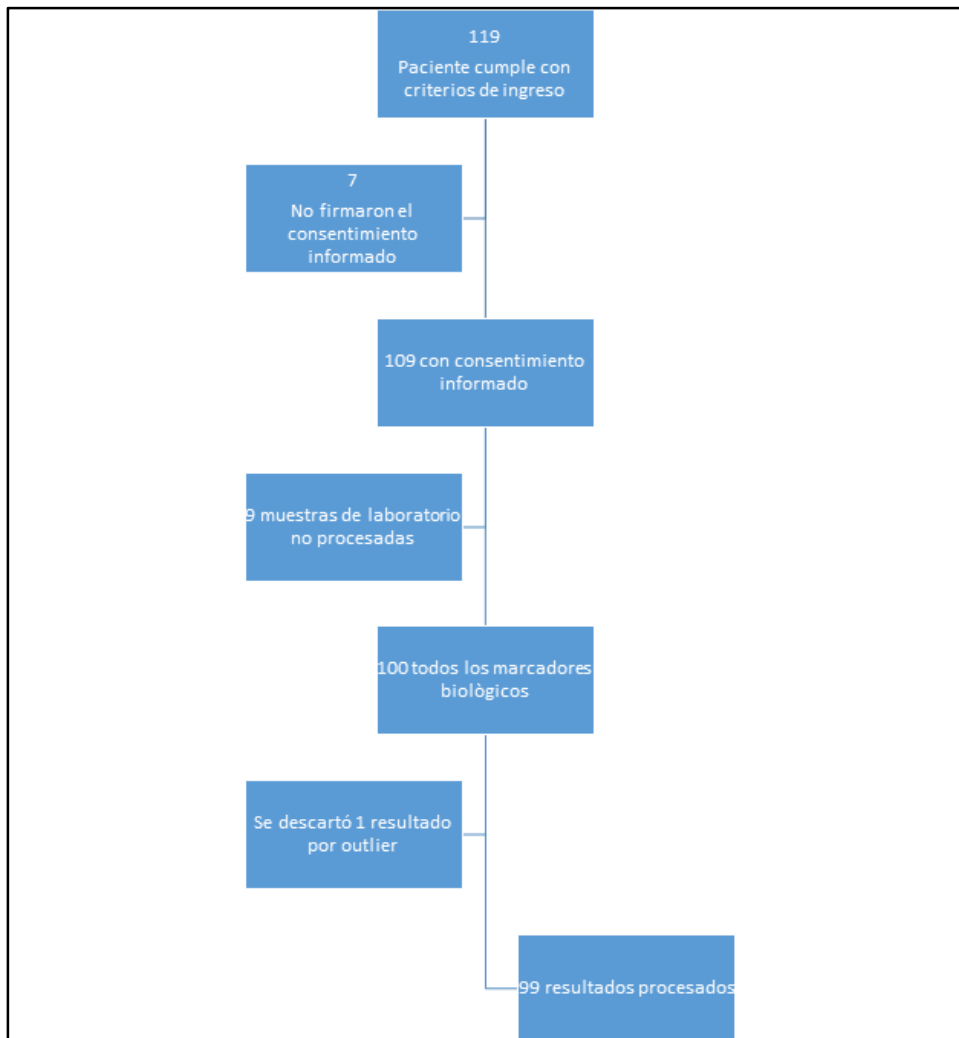 119
Paciente cumple con
criterios de ingreso
7
No firmaron el
consentimiento
informado
109 con consentimiento
informado
9 muestras de laboratorio
no procesadas
100 todos los marcadores
biològicos
Se descartó 1 resultado
por outlier
99 resultados procesados